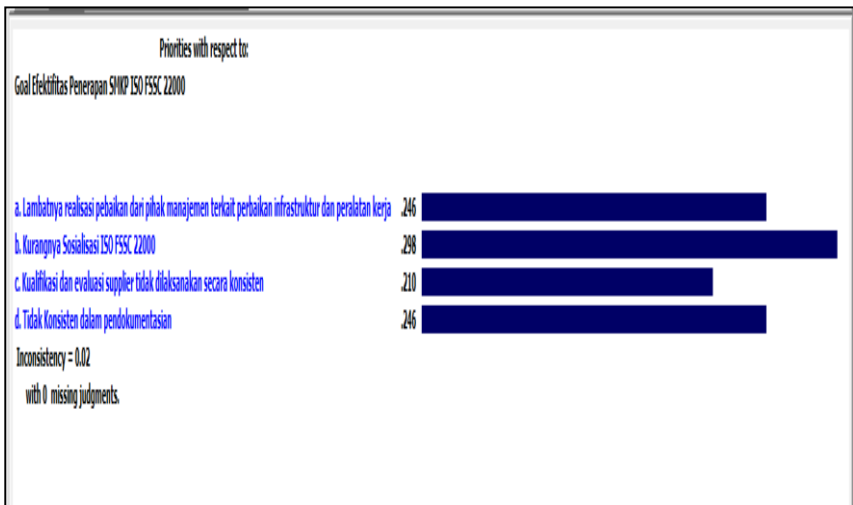 Priorities with respect to:
Goal Efektifitas Penerapan SMKP ISO FSSC 22000
a. Lambatnya realisasi pebaikan dari pihak manajemen terkait perbaikan infrastruktur dan peralatan kerja .246
b. Kurangnya Sosialisasi ISO FSSC 22000 .298
c. Kualifikasi dan evaluasi supplier tidak dilaksanakan secara konsisten .210
d. Tidak Konsisten dalam pendokumentasian .246
Inconsistency = 0.02
with 0 missing judgments.